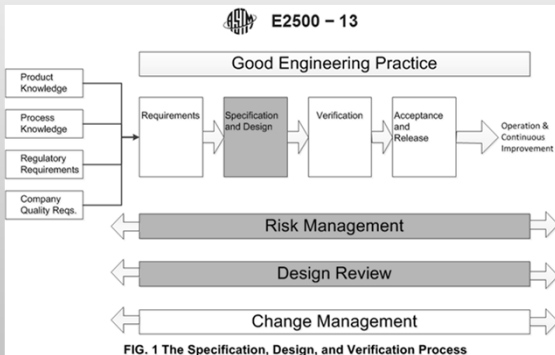 ASTM
E2500 – 13
Good Engineering Practice
Product
Knowledge
Process
Knowledge
Regulatory
Requirements
Company
Quality Reqs.
Requirements
Specification
and Design
Verification
Acceptance
and
Release
Operation &
Continuous
Improvement
Risk Management
Design Review
Change Management
FIG. 1 The Specification, Design, and Verification Process